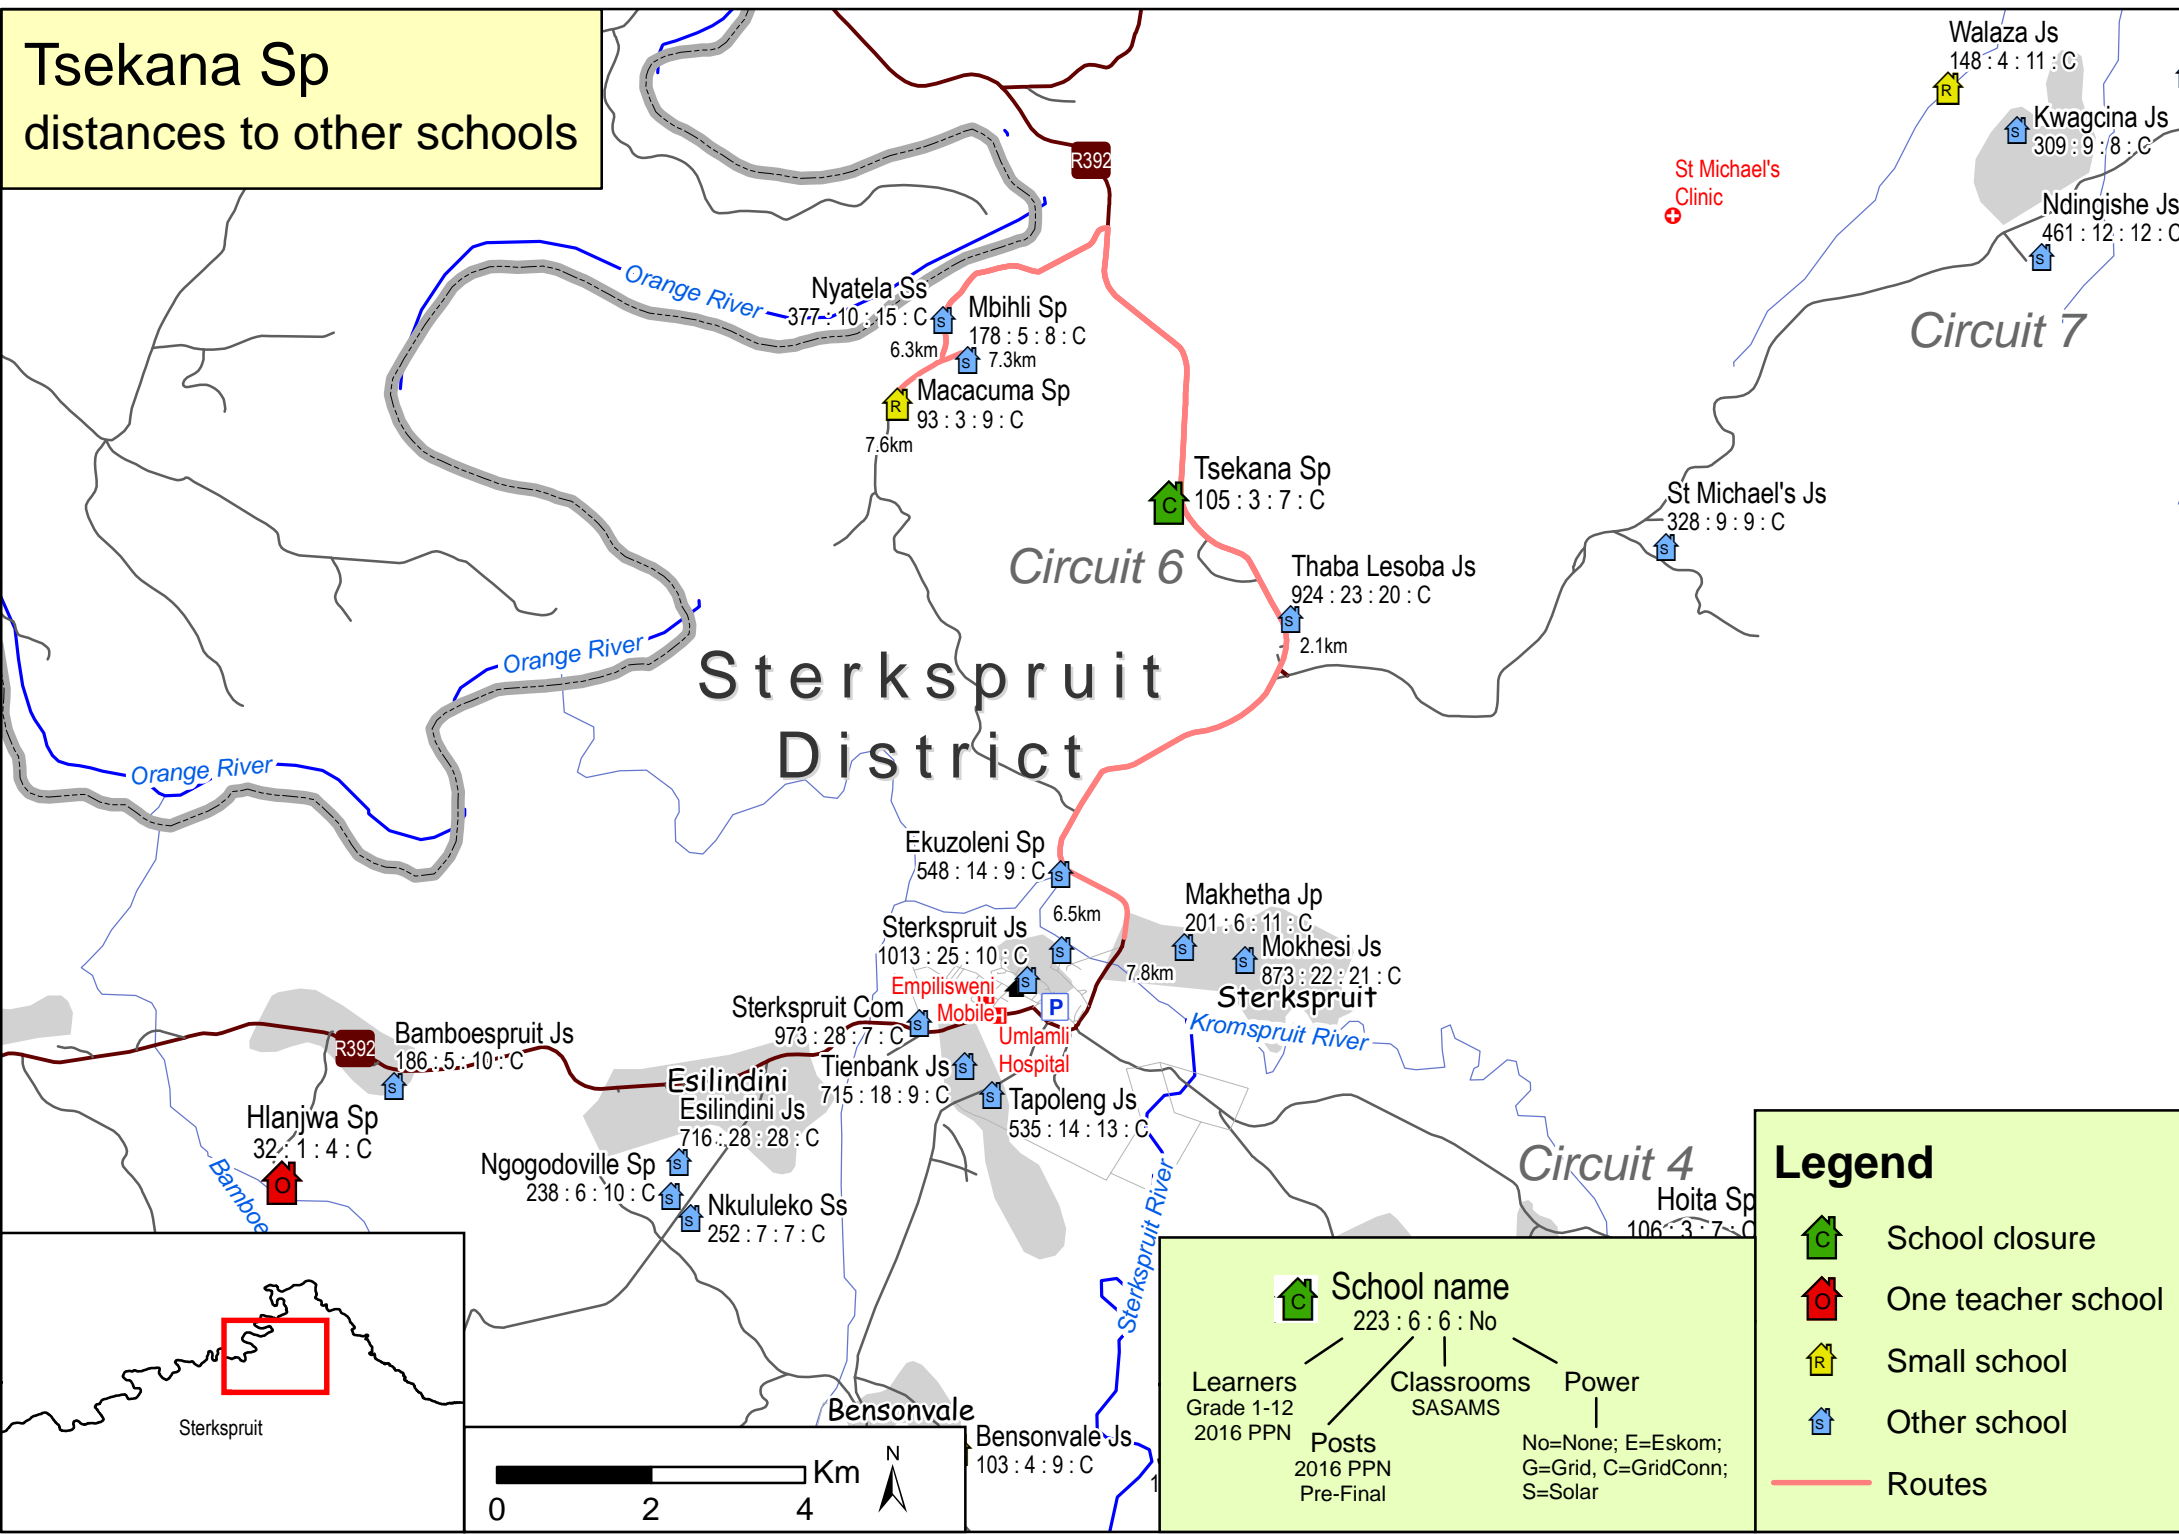 Tsekana Sp
distances to other schools
Walaza Js
148 : 4 : 11 : C
Kwagcina Js
309 : 9 : 8 : C
R392
St Michael's
Clinic
Ndingishe Js
461 : 12 : 12 : C
Orange River
Nyatela Ss
377 : 10 : 15 : C
Mbihli Sp
178 : 5 : 8 : C
6.3km
7.3km
Circuit 7
Macacuma Sp
93 : 3 : 9 : C
7.6km
Tsekana Sp
105 : 3 : 7 : C
St Michael's Js
328 : 9 : 9 : C
Circuit 6
Thaba Lesoba Js
924 : 23 : 20 : C
2.1km
Orange River
Sterkspruit
District
Orange River
Ekuzoleni Sp
548 : 14 : 9 : C
6.5km
Makhetha Jp
201 : 6 : 11 : C
Sterkspruit Js
1013 : 25 : 10 : C
Mokhesi Js
873 : 22 : 21 : C
7.8km
Sterkspruit
Empilisweni
Mobile
P
H
Umlamli
Hospital
Kromspruit River
Sterkspruit Com
973 : 28 : 7 : C
R392
Bamboespruit Js
186 : 5 : 10 : C
Tienbank Js
715 : 18 : 9 : C
Esilindini
Esilindini Js
716 : 28 : 28 : C
Tapoleng Js
535 : 14 : 13 : C
Hlanjwa Sp
32 : 1 : 4 : C
Ngogodoville Sp
238 : 6 : 10 : C
Nkululeko Ss
252 : 7 : 7 : C
Bamboe
Sterkspruit River
Circuit 4
Hoita Sp
106 : 3 : 7 : C
Bensonvale
Bensonvale Js
103 : 4 : 9 : C
1
Sterkspruit
0 2 4 Km
N
C School name
223 : 6 : 6 : No
Learners
Grade 1-12
2016 PPN
Posts
2016 PPN
Pre-Final
Classrooms
SASAMS
Power
No=None; E=Eskom;
G=Grid, C=GridConn;
S=Solar
Legend
C School closure
O One teacher school
R Small school
S Other school
Routes